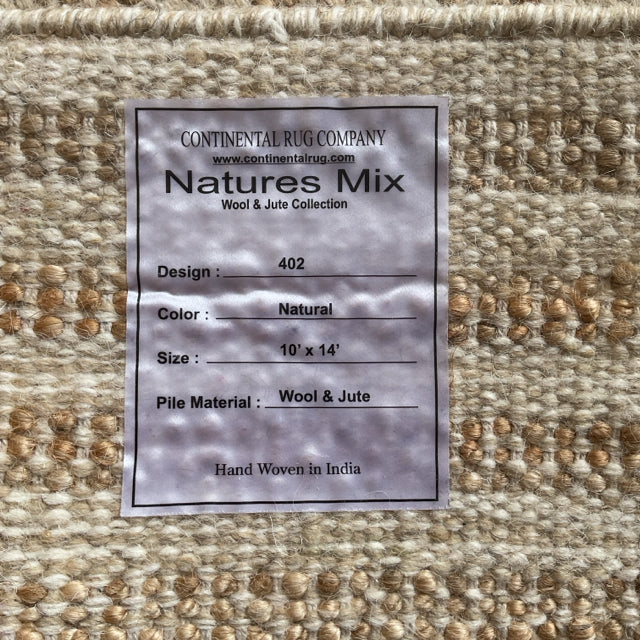 CONTINENTAL RUG COMPANY
www.continentalrug.com
Natures Mix
Wool & Jute Collection
Design : 402
Color : Natural
Size : 10' x 14'
Pile Material : Wool & Jute
Hand Woven in India